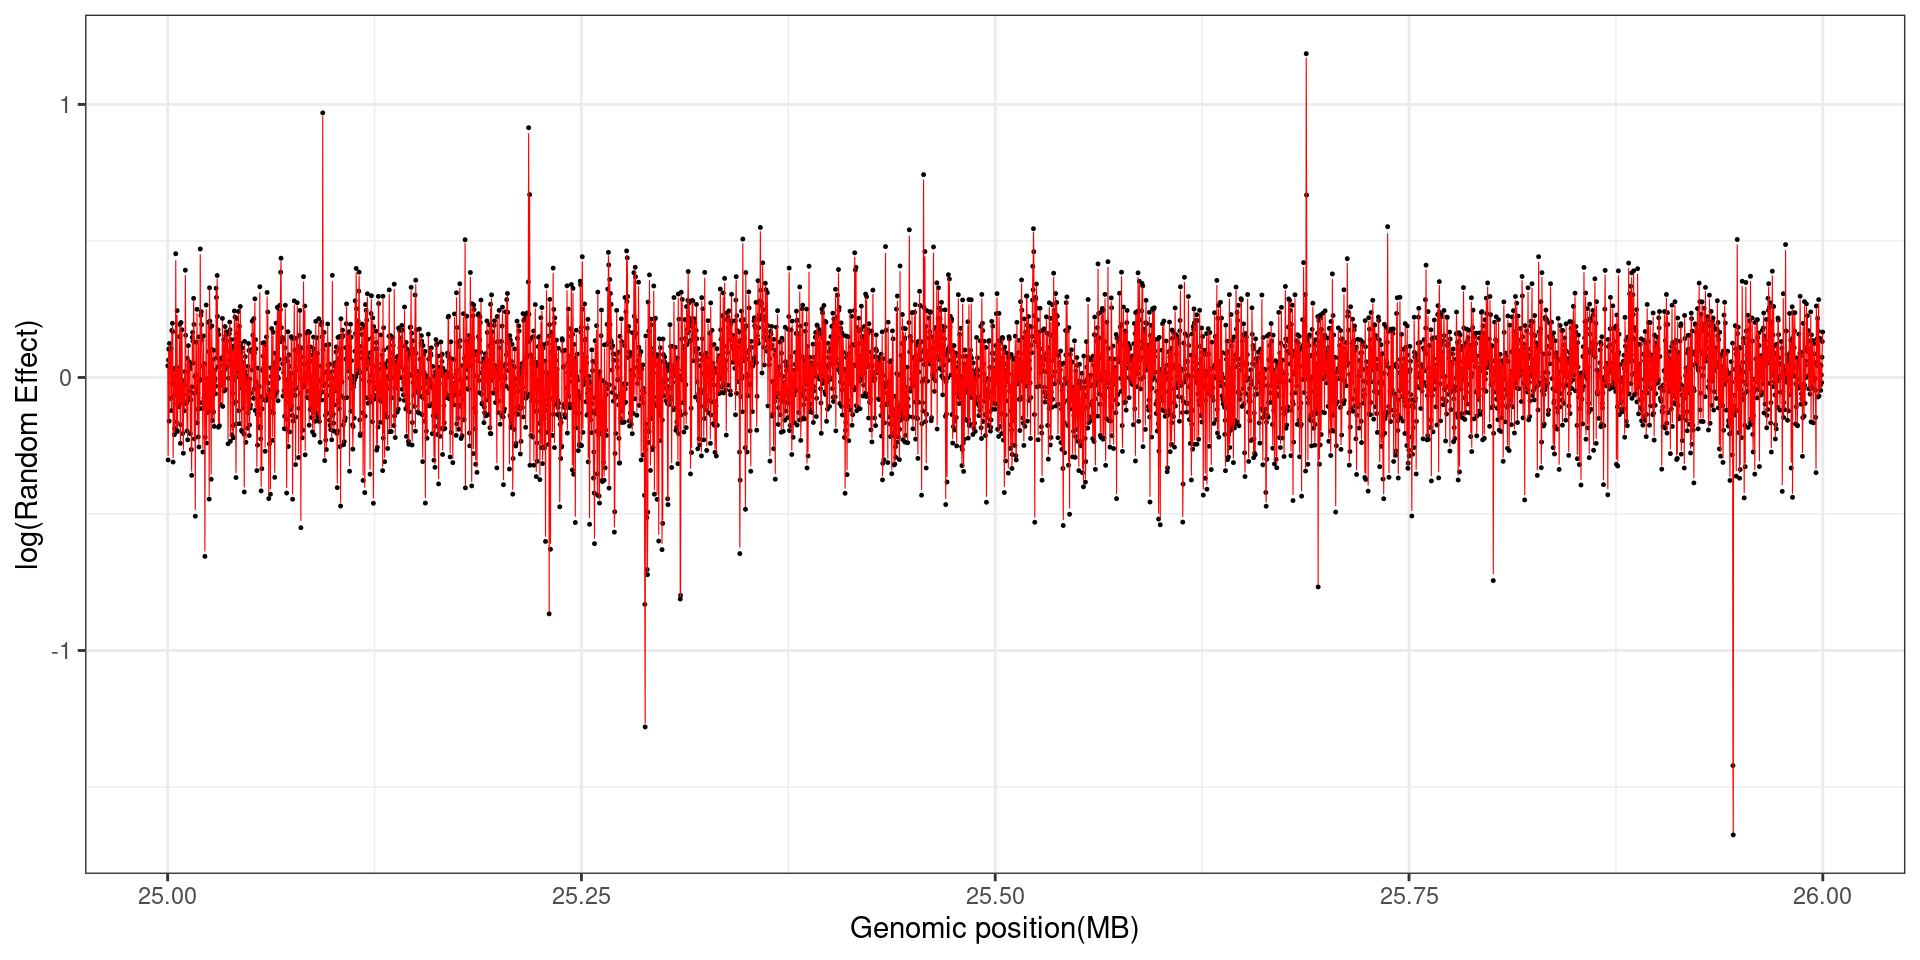 log(Random Effect)
1
0
-1
25.00 25.25 25.50 25.75 26.00
Genomic position(MB)